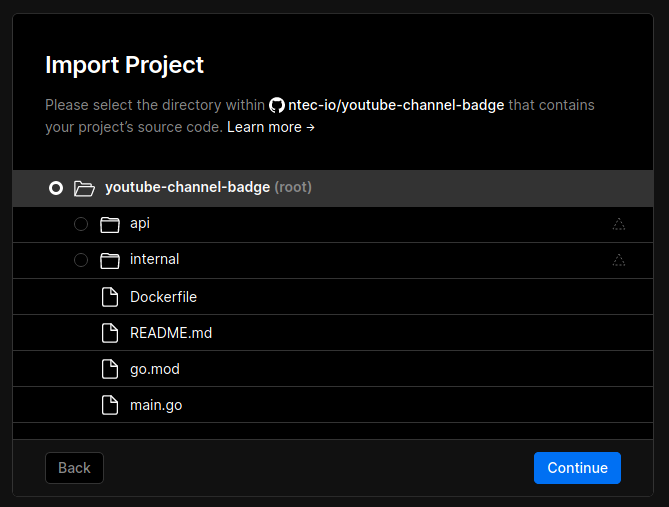 Import Project
Please select the directory within ntec-io/youtube-channel-badge that contains
your project's source code. Learn more →
youtube-channel-badge (root)
api
internal
Dockerfile
README.md
go.mod
main.go
Back
Continue